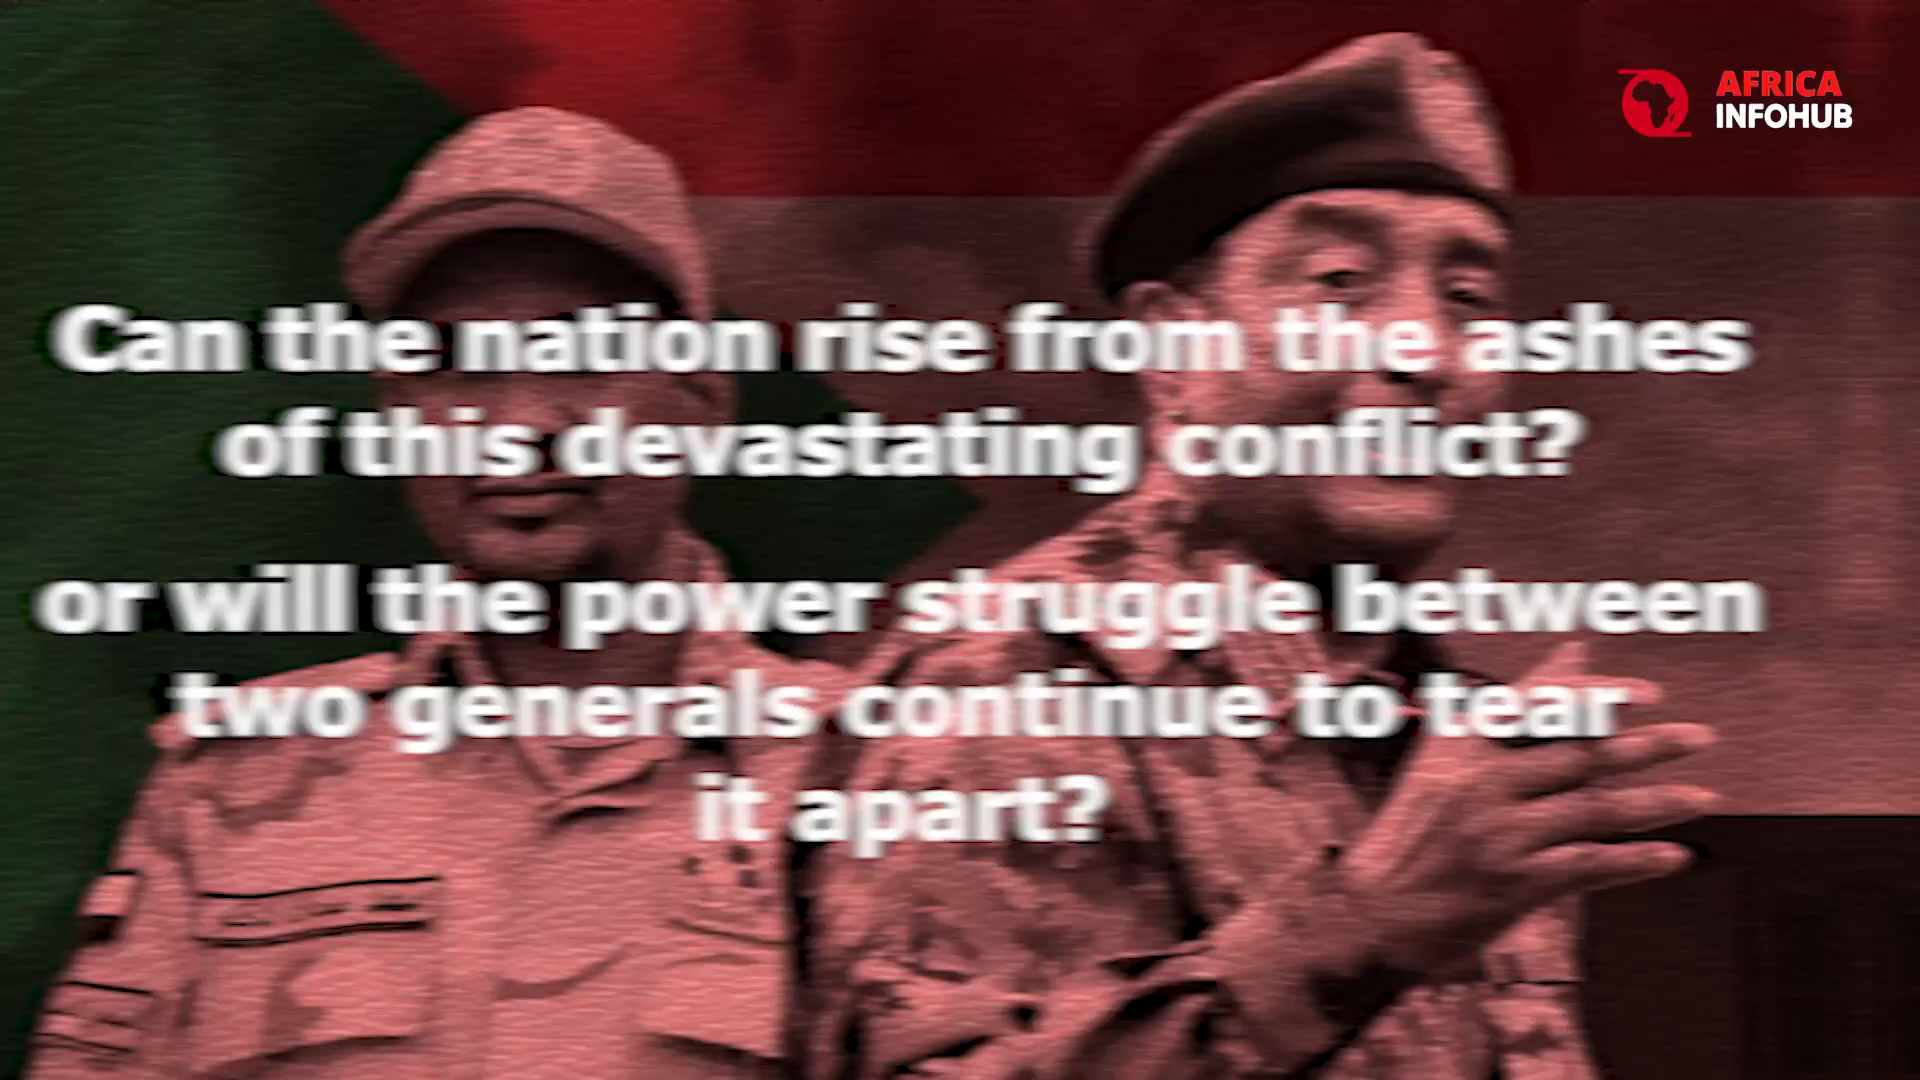 AFRICA
INFOHUB
Can the nation rise from the ashes
of this devastating conflict?
or will the power struggle between
two generals continue to tear
it apart?